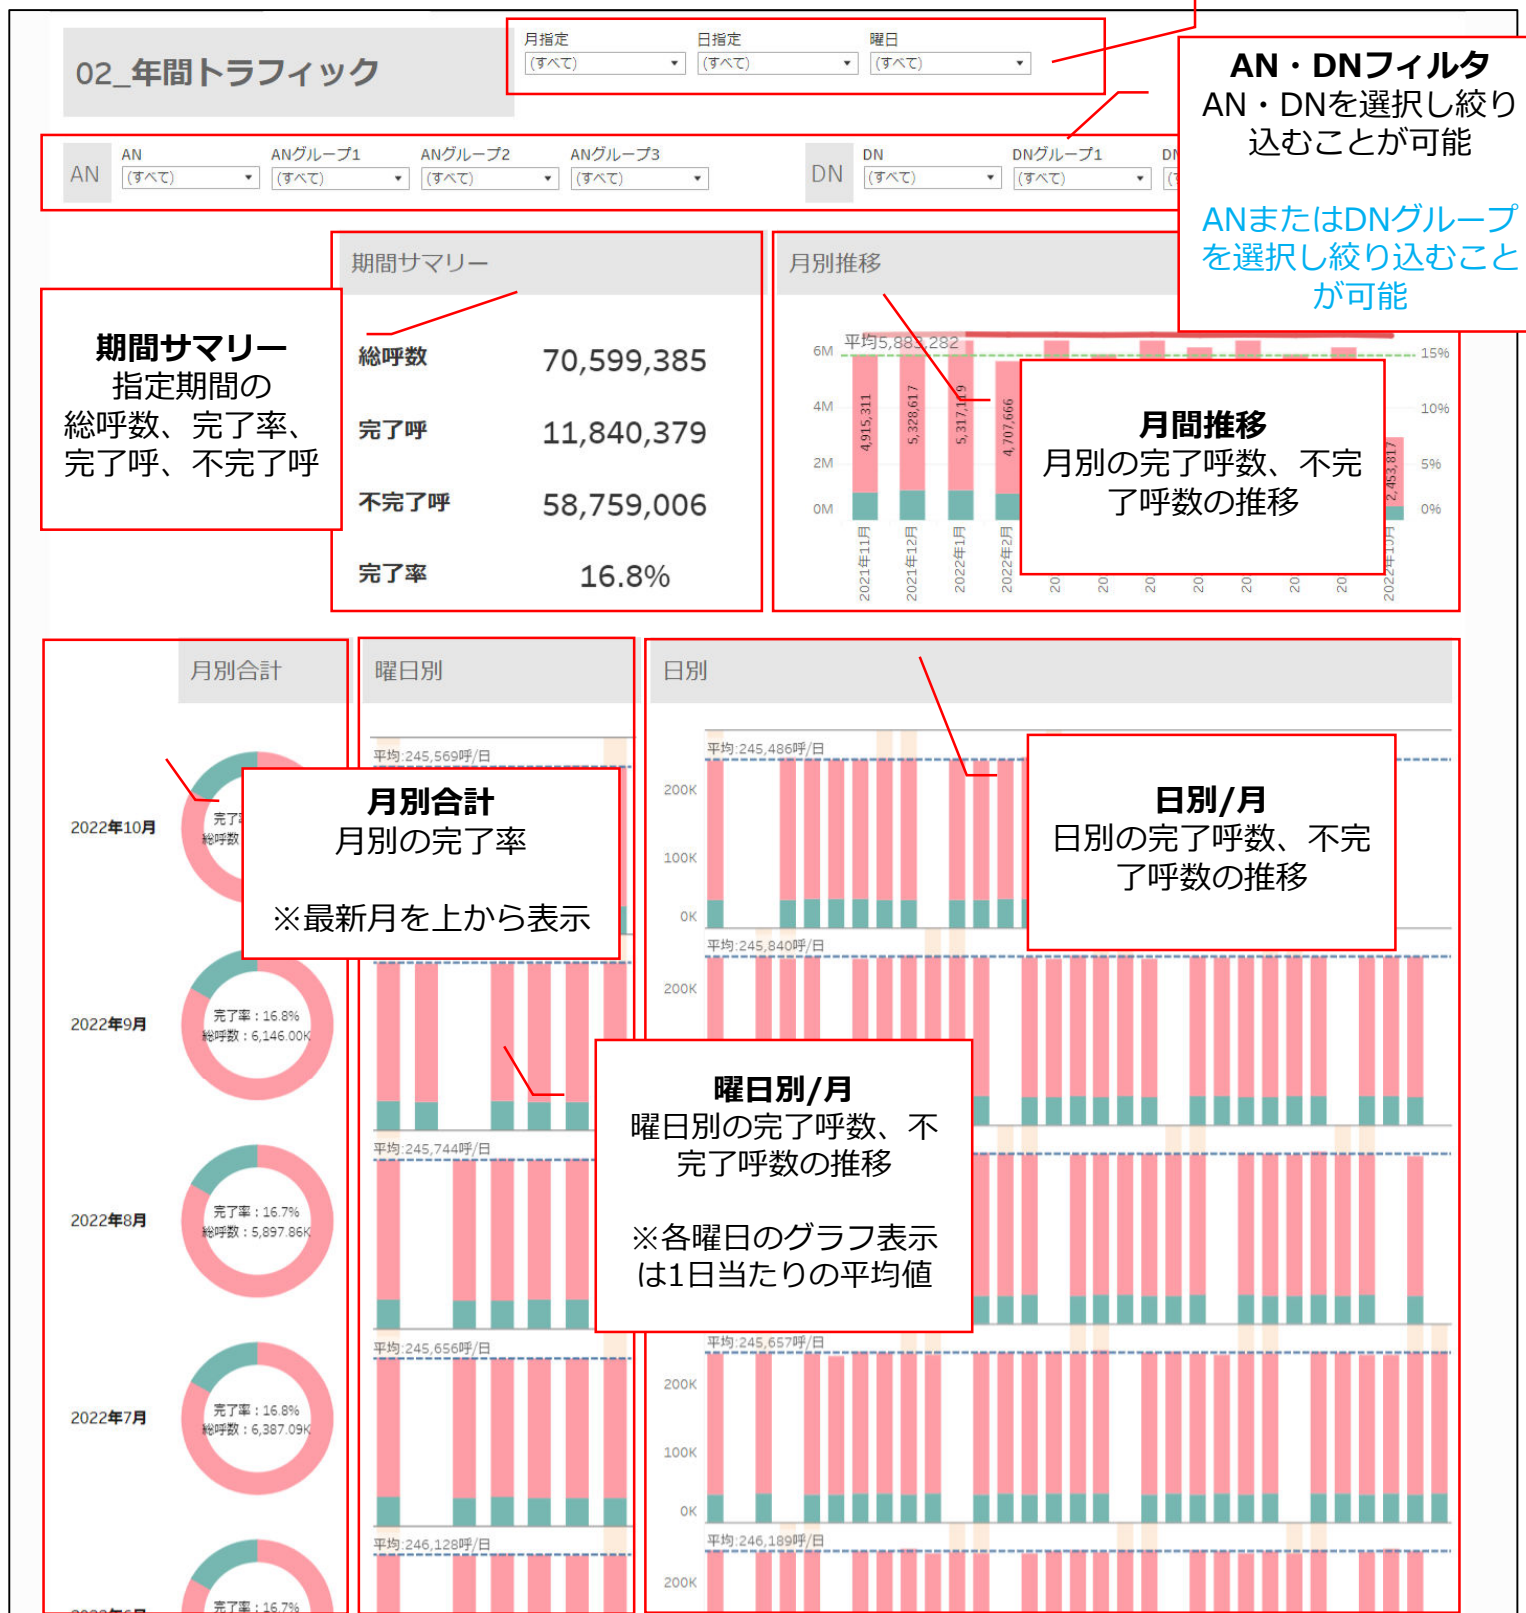 02_年間トラフィック
月指定
(すべて)
日指定
(すべて)
曜日
(すべて)
AN・DNフィルタ
AN・DNを選択し絞り
込むことが可能
ANまたはDNグループ
を選択し絞り込むこと
が可能
AN
AN
(すべて)
ANグループ1
(すべて)
ANグループ2
(すべて)
ANグループ3
(すべて)
DN
DN
(すべて)
DNグループ1
(すべて)
期間サマリー
総呼数 70,599,385
完了呼 11,840,379
不完了呼 58,759,006
完了率 16.8%
期間サマリー
指定期間の
総呼数、完了率、
完了呼、不完了呼
月別推移
平均5,883,282
6M
4M
2M
0M
15%
10%
5%
0%
4,915,311
5,328,617
5,317,119
4,707,666
2,453,817
2021年11月
2021年12月
2022年1月
2022年2月
2022年10月
月間推移
月別の完了呼数、不完
了呼数の推移
月別合計
曜日別
日別
2022年10月
月別合計
月別の完了率
※最新月を上から表示
平均:245,569呼/日
平均:245,486呼/日
200K
100K
0K
日別/月
日別の完了呼数、不完
了呼数の推移
2022年9月
完了率：16.8%
総呼数：6,146.00K
平均:245,840呼/日
200K
曜日別/月
曜日別の完了呼数、不
完了呼数の推移
※各曜日のグラフ表示
は1日当たりの平均値
2022年8月
完了率：16.7%
総呼数：5,897.86K
平均:245,744呼/日
2022年7月
完了率：16.8%
総呼数：6,387.09K
平均:245,656呼/日
平均:245,657呼/日
200K
100K
0K
完了率：16.7%
平均:246,128呼/日
平均:246,189呼/日
200K